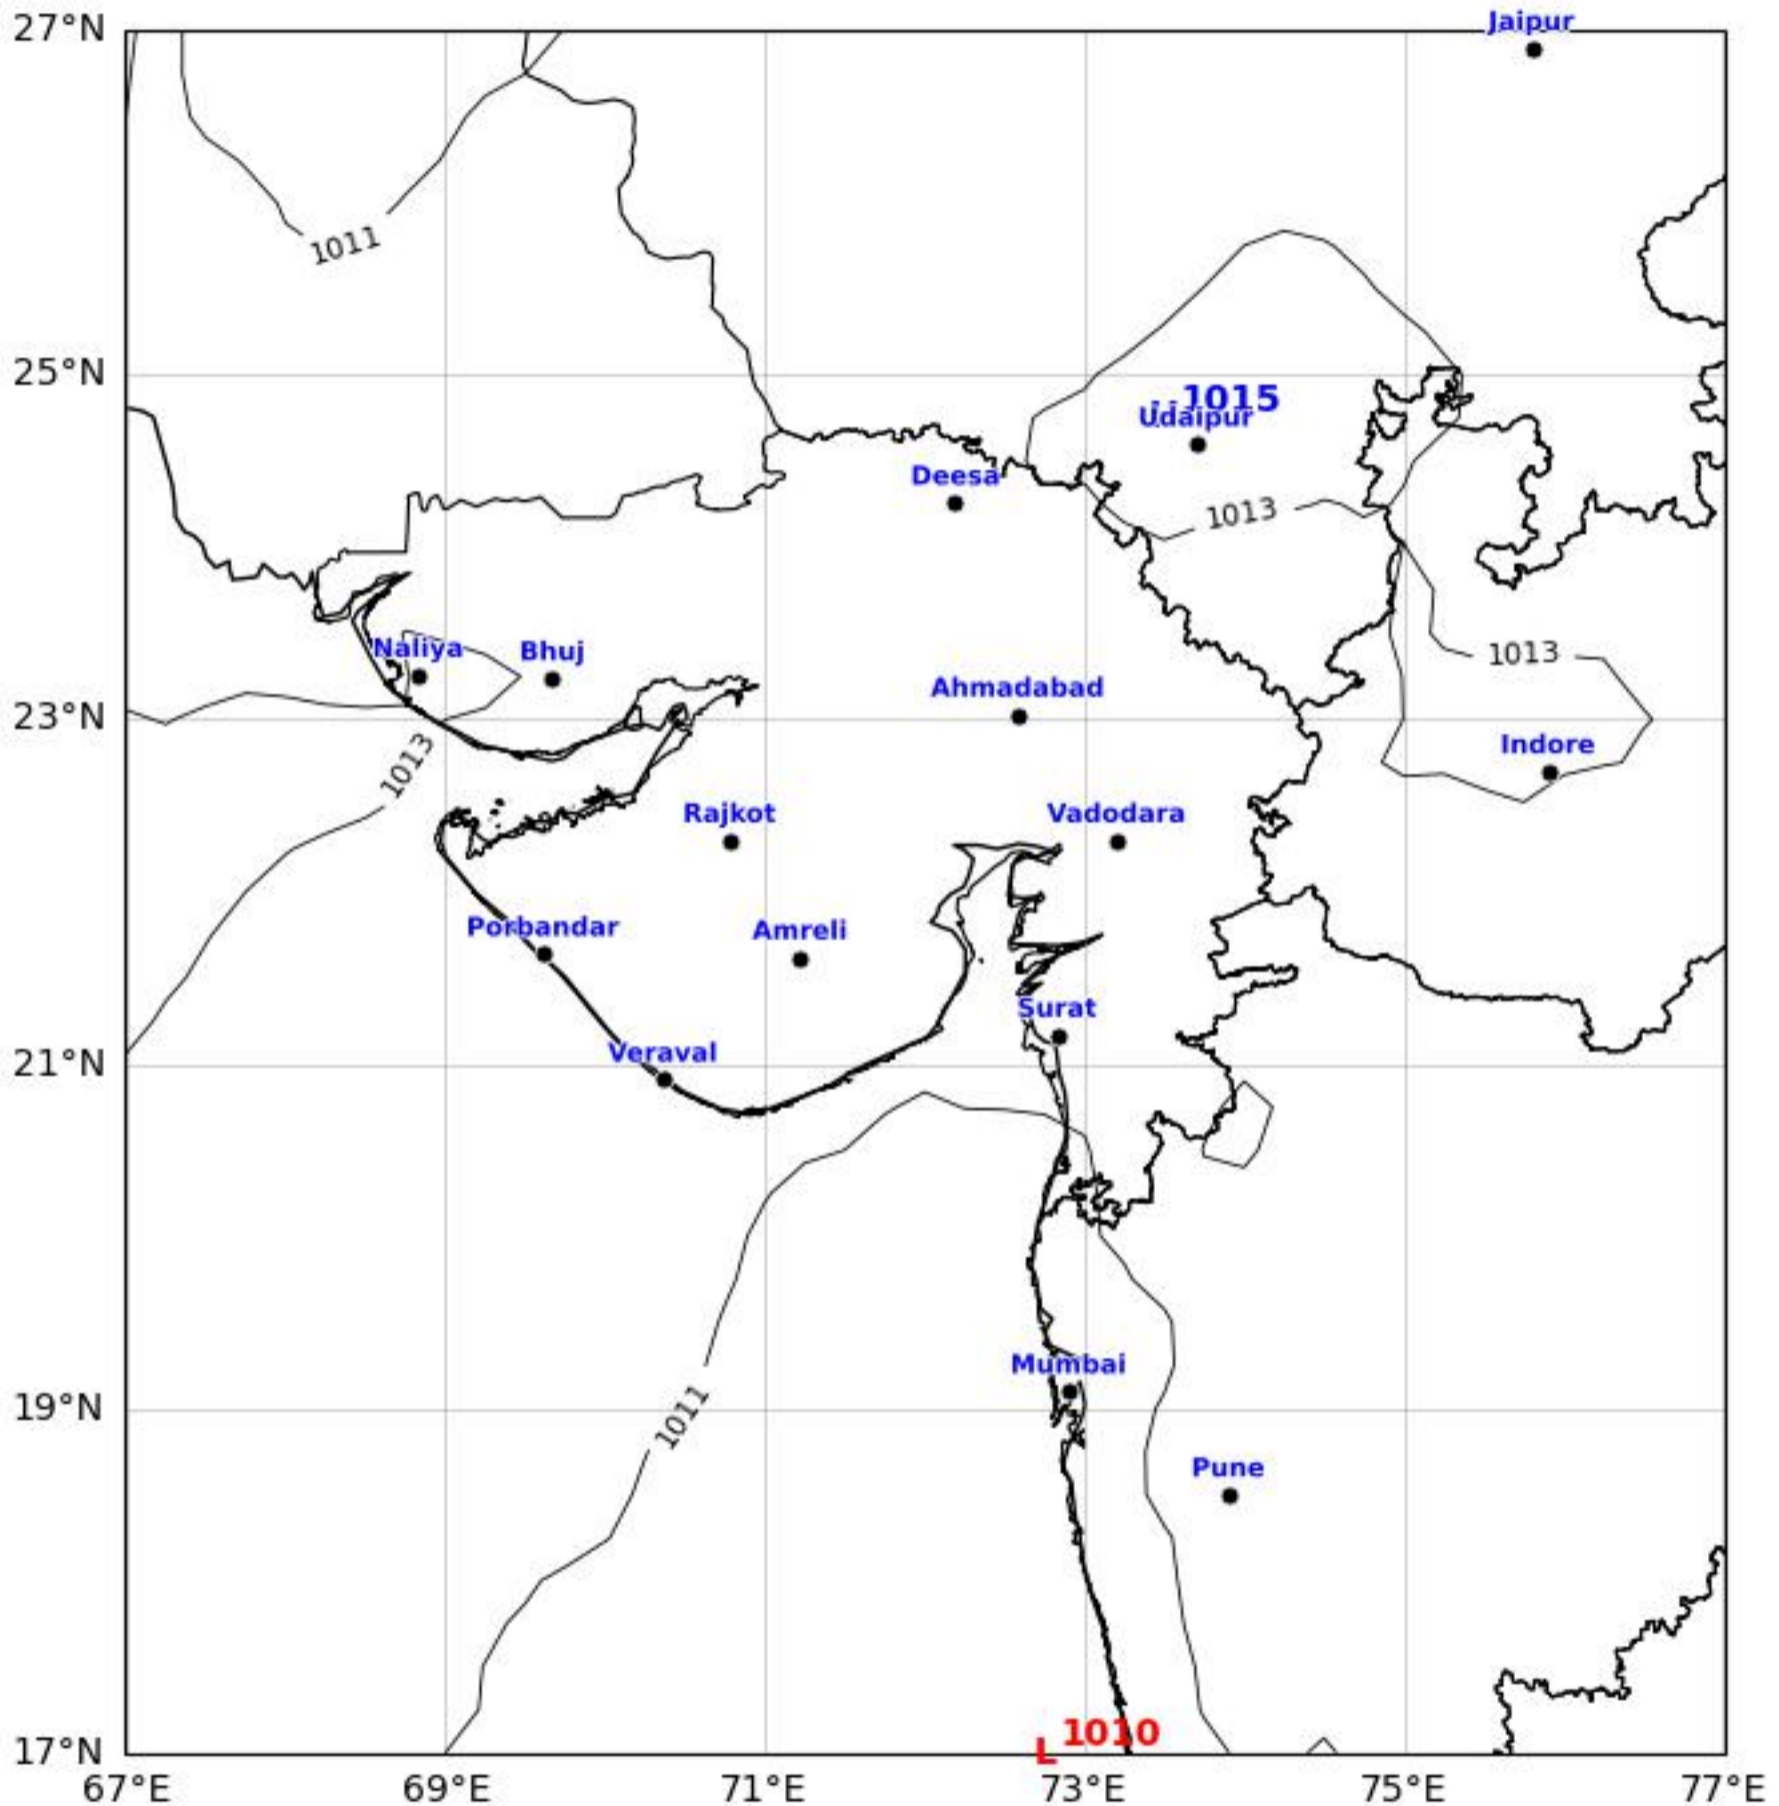 27°N
Jaipur
1011
25°N
1015
Udaipur
Deesa
1013
Naliya
Bhuj
1013
Ahmadabad
23°N
Indore
1013
Rajkot
Vadodara
Porbandar
Amreli
Surat
21°N
Veraval
Mumbai
19°N
1011
Pune
1010
L
17°N
67°E 69°E 71°E 73°E 75°E 77°E